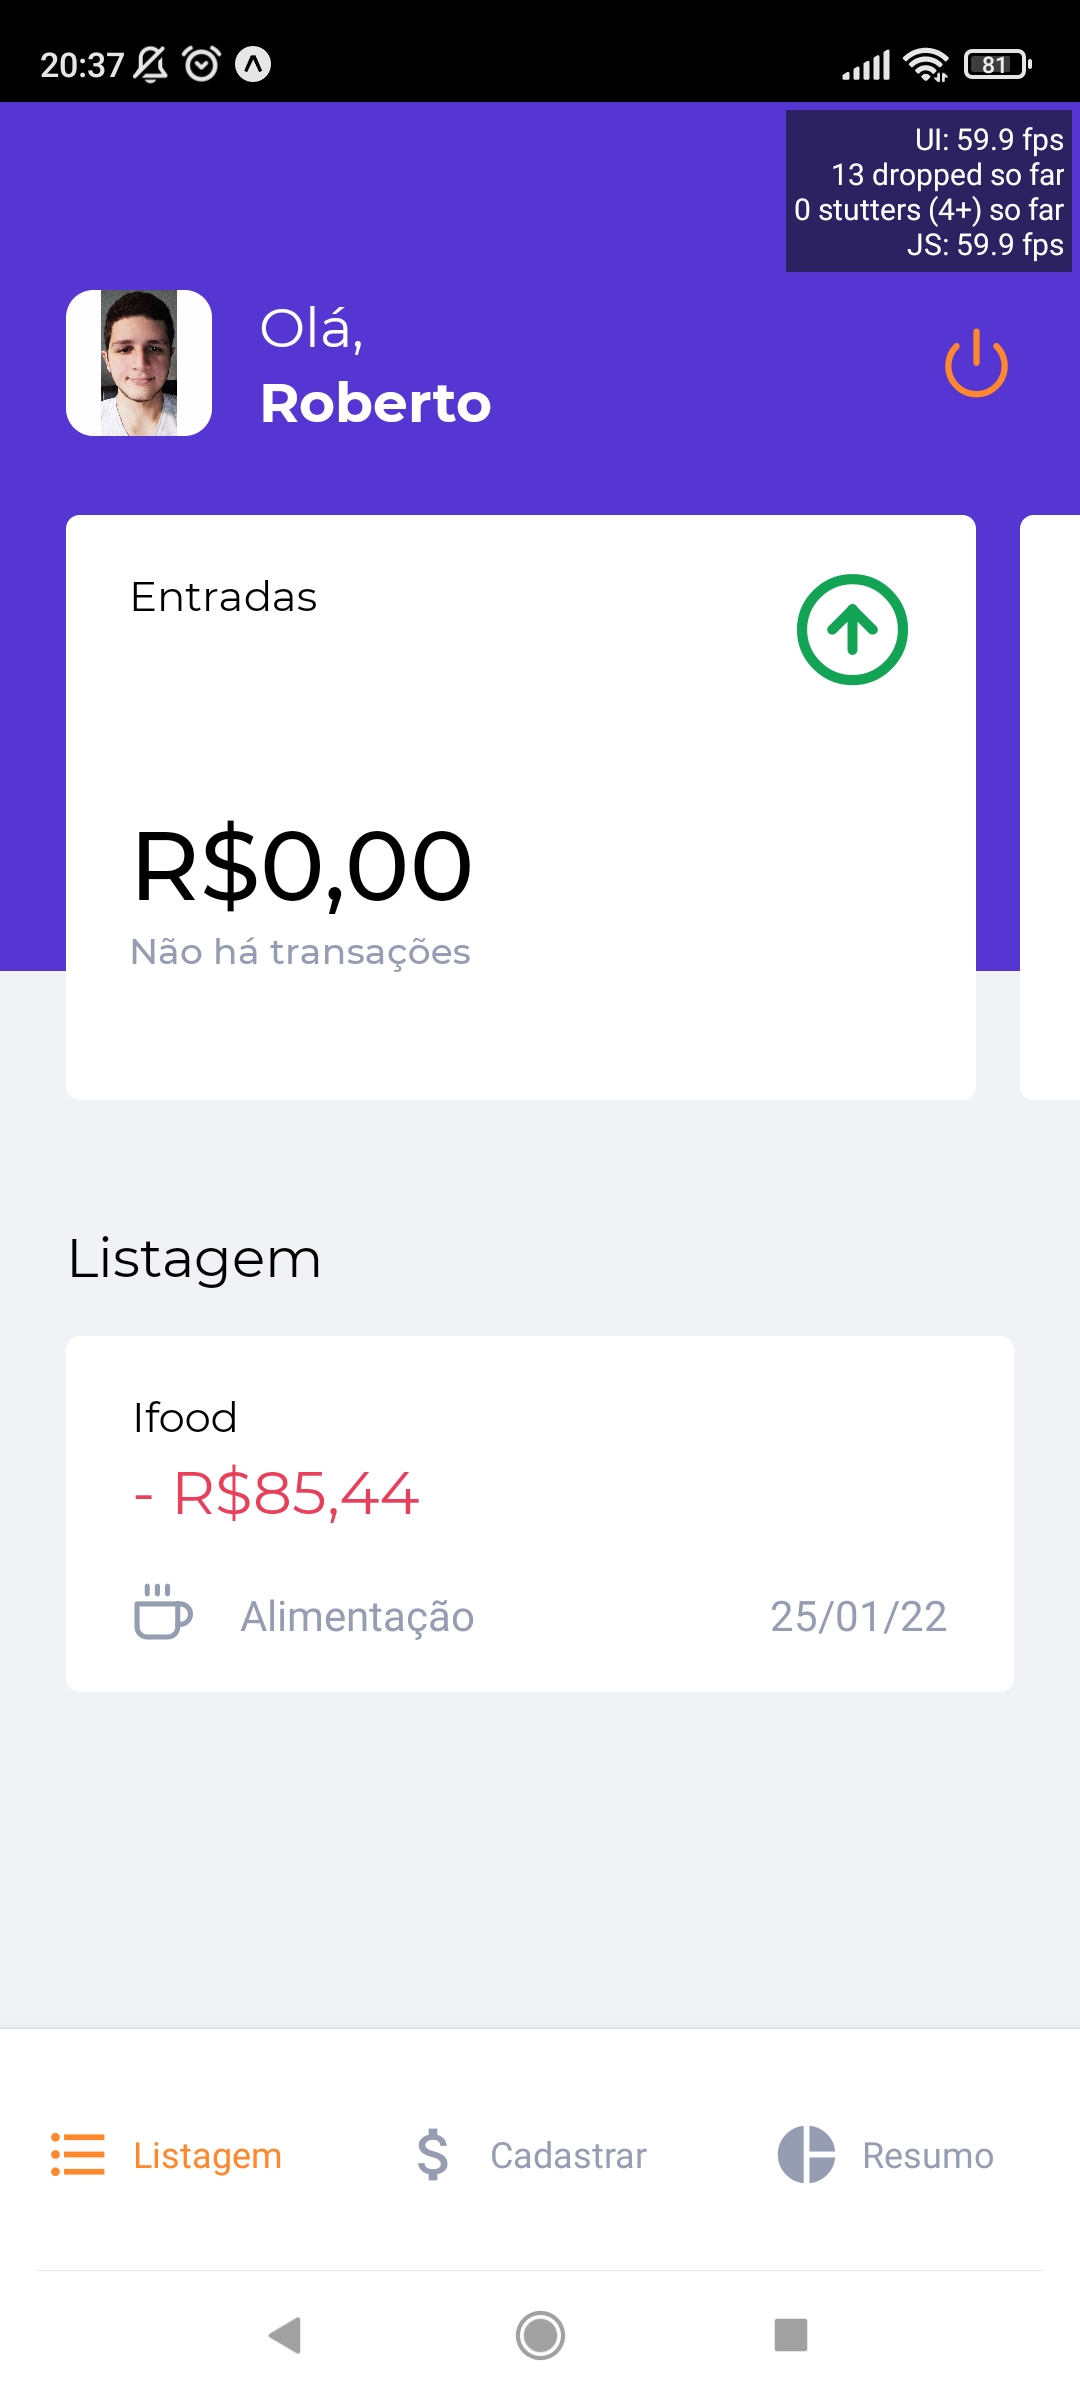 20:37
81
UI: 59.9 fps
13 dropped so far
0 stutters (4+) so far
JS: 59.9 fps
Olá,
Roberto
Entradas
R$0,00
Não há transações
Listagem
Ifood
- R$85,44
Alimentação 25/01/22
Listagem Cadastrar Resumo